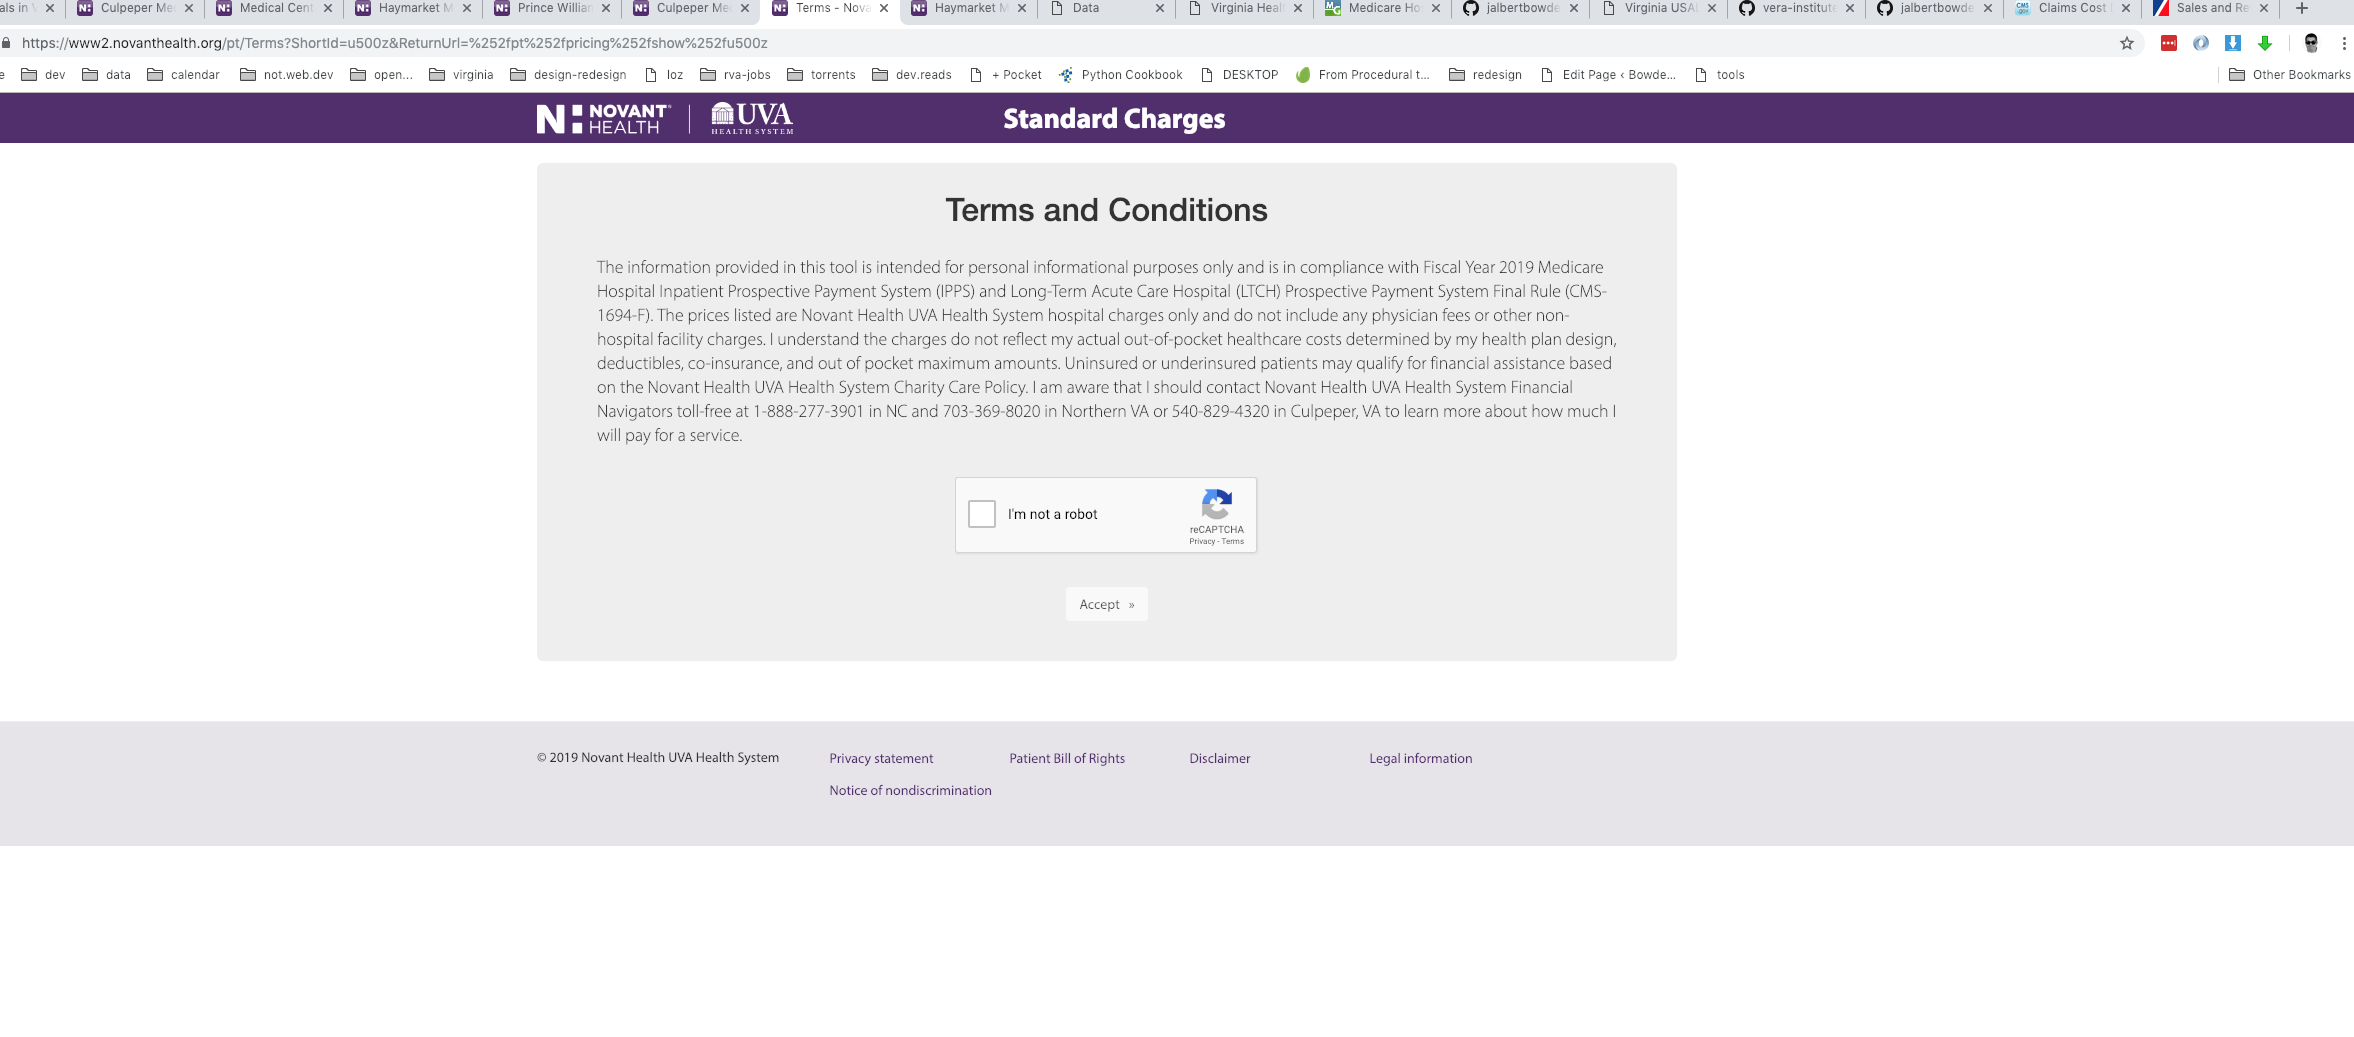 als in V
Culpeper Me
Medical Cent
Haymarket M
Prince Willian
Culpeper Me
Terms - Nova
Haymarket M
Data
Virginia Heal
Medicare Ho
jalbertbowde
Virginia USA
vera-institute
jalbertbowde
Claims Cost
Sales and Re
https://www2.novanthealth.org/pt/Terms?ShortId=u500z&ReturnUrl=%252fpt%252fpricing%252fshow%252fu500z
e dev data calendar not.web.dev open... virginia design-redesign loz rva-jobs torrents dev.reads + Pocket Python Cookbook DESKTOP From Procedural t... redesign Edit Page ‹ Bowde... tools Other Bookmarks
N: NOVANT HEALTH
UVA HEALTH SYSTEM
Standard Charges
Terms and Conditions
The information provided in this tool is intended for personal informational purposes only and is in compliance with Fiscal Year 2019 Medicare
Hospital Inpatient Prospective Payment System (IPPS) and Long-Term Acute Care Hospital (LTCH) Prospective Payment System Final Rule (CMS-
1694-F). The prices listed are Novant Health UVA Health System hospital charges only and do not include any physician fees or other non-
hospital facility charges. I understand the charges do not reflect my actual out-of-pocket healthcare costs determined by my health plan design,
deductibles, co-insurance, and out of pocket maximum amounts. Uninsured or underinsured patients may qualify for financial assistance based
on the Novant Health UVA Health System Charity Care Policy. I am aware that I should contact Novant Health UVA Health System Financial
Navigators toll-free at 1-888-277-3901 in NC and 703-369-8020 in Northern VA or 540-829-4320 in Culpeper, VA to learn more about how much I
will pay for a service.
I'm not a robot
reCAPTCHA
Privacy - Terms
Accept »
© 2019 Novant Health UVA Health System
Privacy statement
Patient Bill of Rights
Disclaimer
Legal information
Notice of nondiscrimination